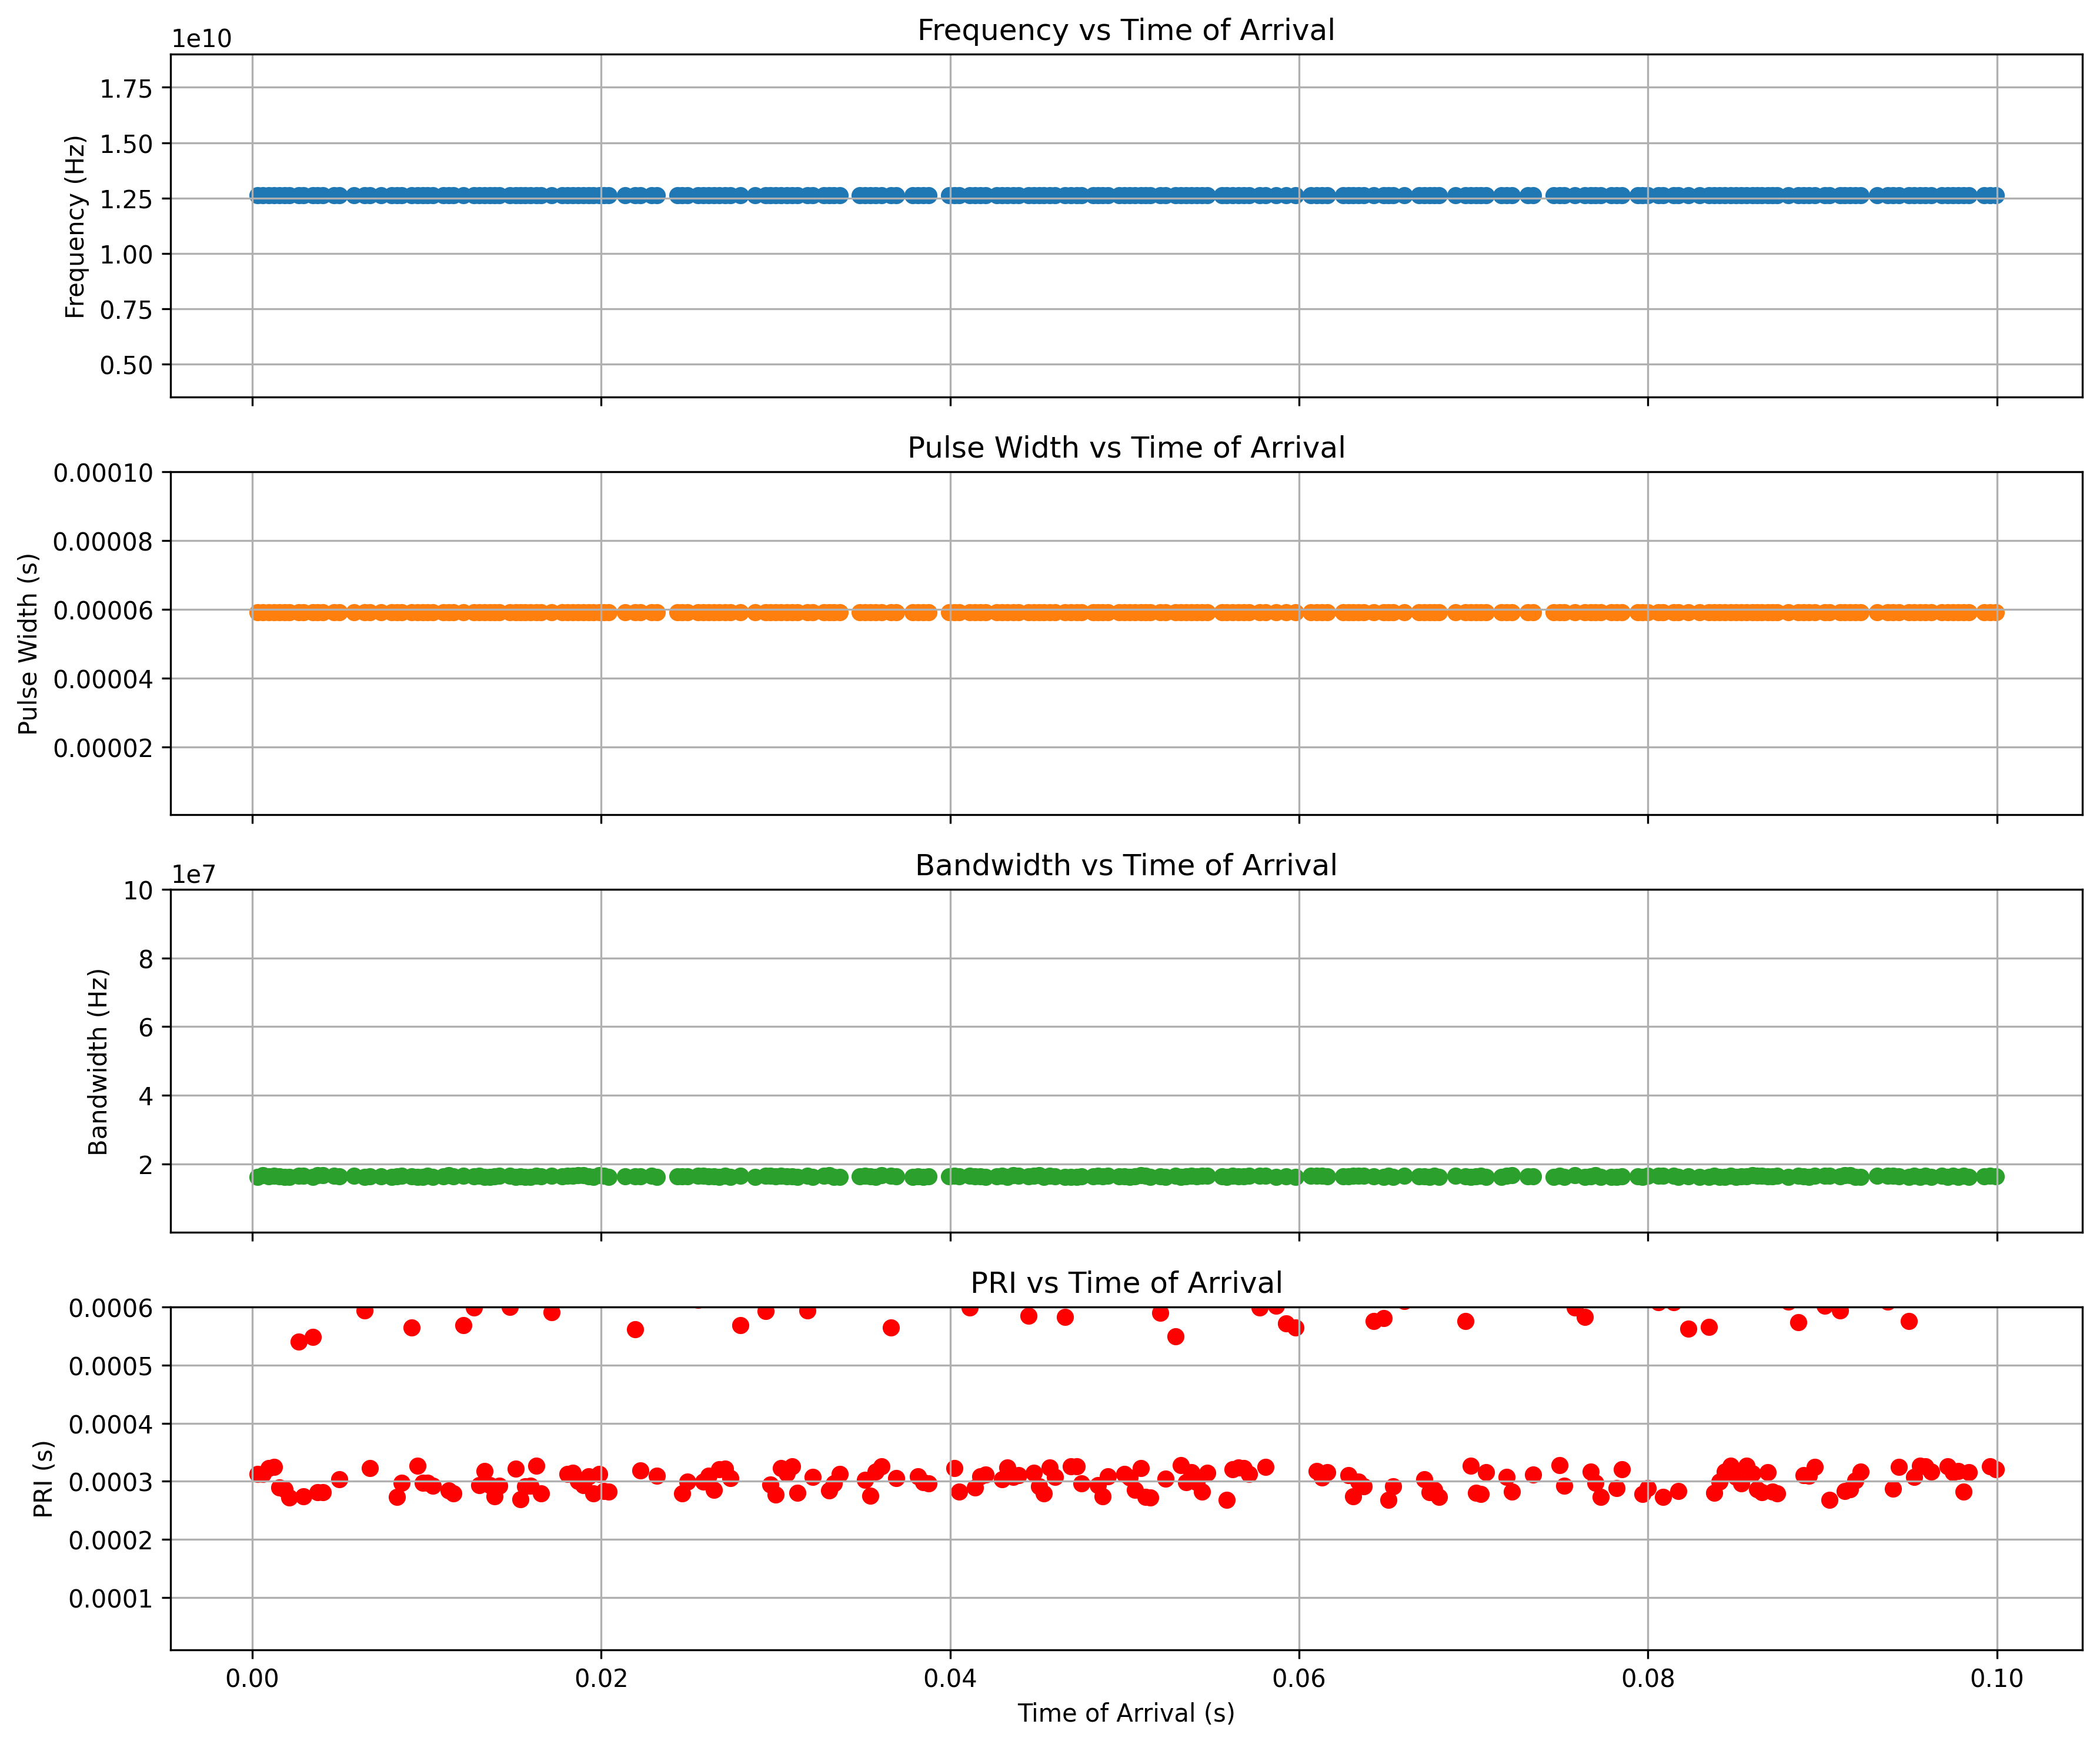 Frequency vs Time of Arrival
1e10
1.75
1.50
1.25
1.00
0.75
0.50
Frequency (Hz)
Pulse Width vs Time of Arrival
0.00010
0.00008
0.00006
0.00004
0.00002
Pulse Width (s)
Bandwidth vs Time of Arrival
1e7
10
8
6
4
2
Bandwidth (Hz)
PRI vs Time of Arrival
0.0006
0.0005
0.0004
0.0003
0.0002
0.0001
PRI (s)
0.00 0.02 0.04 0.06 0.08 0.10
Time of Arrival (s)